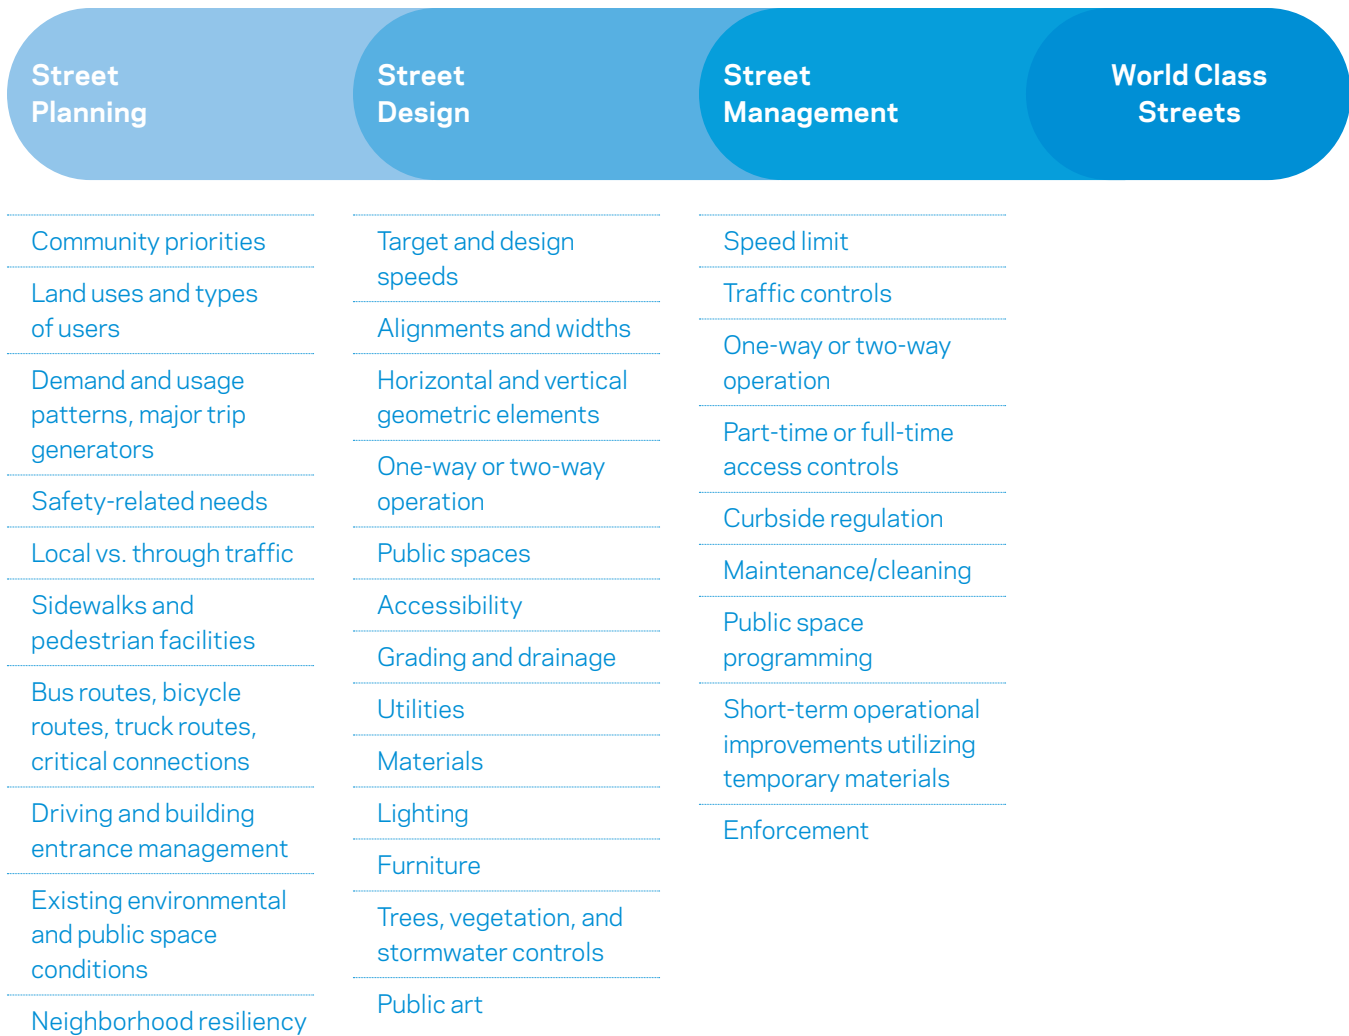 Street
Planning
Street
Design
Street
Management
World Class
Streets
Community priorities
Land uses and types
of users
Demand and usage
patterns, major trip
generators
Safety-related needs
Local vs. through traffic
Sidewalks and
pedestrian facilities
Bus routes, bicycle
routes, truck routes,
critical connections
Driving and building
entrance management
Existing environmental
and public space
conditions
Neighborhood resiliency
Target and design
speeds
Alignments and widths
Horizontal and vertical
geometric elements
One-way or two-way
operation
Public spaces
Accessibility
Grading and drainage
Utilities
Materials
Lighting
Furniture
Trees, vegetation, and
stormwater controls
Public art
Speed limit
Traffic controls
One-way or two-way
operation
Part-time or full-time
access controls
Curbside regulation
Maintenance/cleaning
Public space
programming
Short-term operational
improvements utilizing
temporary materials
Enforcement